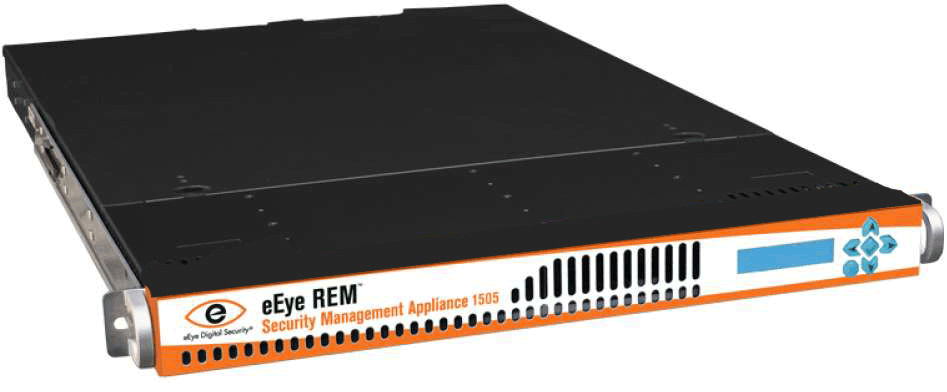 e
eEye Digital Security®
eEye REM™
Security Management Appliance 1505